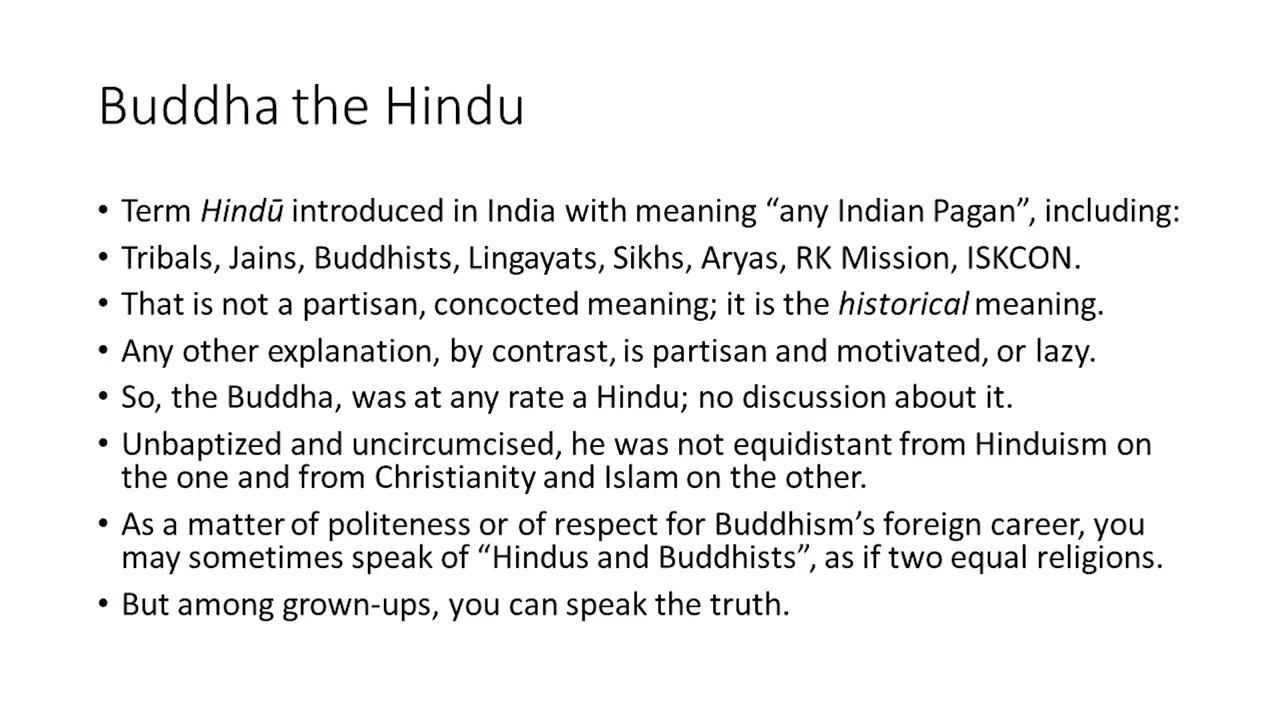 Buddha the Hindu
• Term Hindū introduced in India with meaning “any Indian Pagan”, including:
• Tribals, Jains, Buddhists, Lingayats, Sikhs, Aryas, RK Mission, ISKCON.
• That is not a partisan, concocted meaning; it is the historical meaning.
• Any other explanation, by contrast, is partisan and motivated, or lazy.
• So, the Buddha, was at any rate a Hindu; no discussion about it.
• Unbaptized and uncircumcised, he was not equidistant from Hinduism on
the one and from Christianity and Islam on the other.
• As a matter of politeness or of respect for Buddhism’s foreign career, you
may sometimes speak of “Hindus and Buddhists”, as if two equal religions.
• But among grown-ups, you can speak the truth.